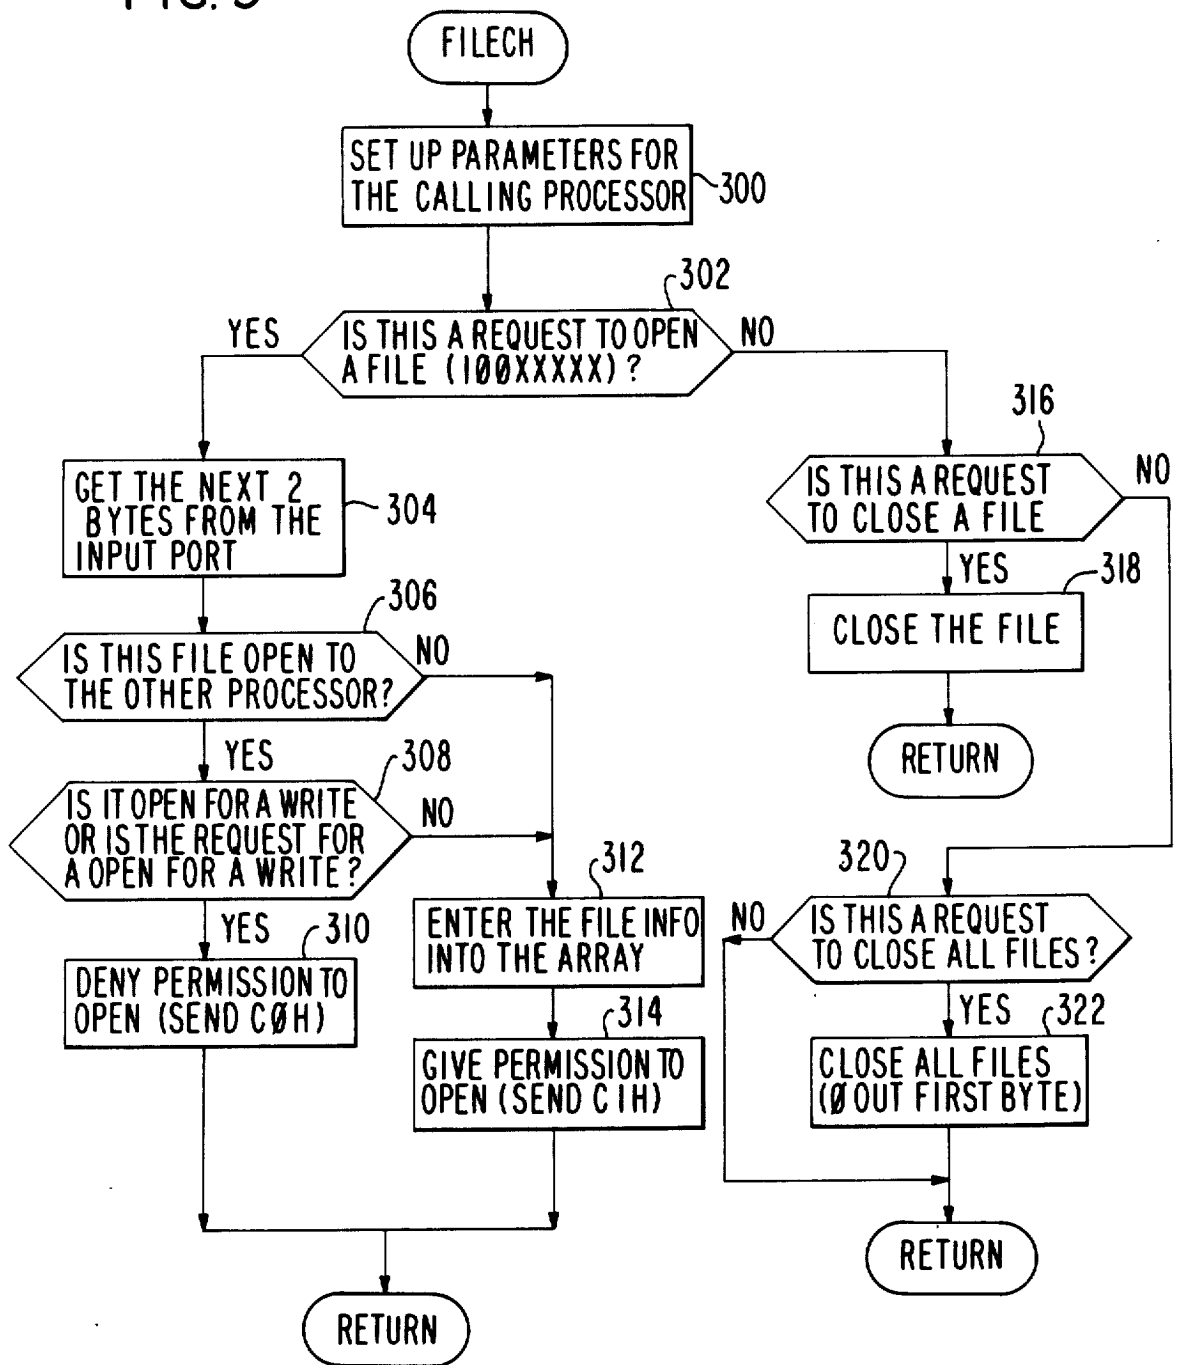 FILECH
SET UP PARAMETERS FOR
THE CALLING PROCESSOR
300
302
IS THIS A REQUEST TO OPEN
A FILE (1ØØXXXXX)?
YES
NO
GET THE NEXT 2
BYTES FROM THE
INPUT PORT
304
306
IS THIS FILE OPEN TO
THE OTHER PROCESSOR?
NO
YES
308
IS IT OPEN FOR A WRITE
OR IS THE REQUEST FOR
A OPEN FOR A WRITE?
NO
YES
310
DENY PERMISSION TO
OPEN (SEND CØH)
312
ENTER THE FILE INFO
INTO THE ARRAY
314
GIVE PERMISSION TO
OPEN (SEND C1H)
RETURN
316
IS THIS A REQUEST
TO CLOSE A FILE
NO
YES
318
CLOSE THE FILE
RETURN
320
IS THIS A REQUEST
TO CLOSE ALL FILES?
NO
YES
322
CLOSE ALL FILES
(Ø OUT FIRST BYTE)
RETURN